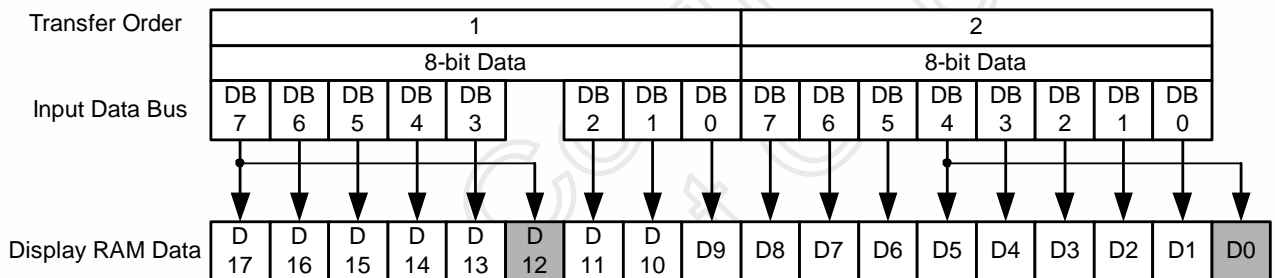 Transfer Order 1 2
8-bit Data 8-bit Data
Input Data Bus DB 7 DB 6 DB 5 DB 4 DB 3 DB 2 DB 1 DB 0 DB 7 DB 6 DB 5 DB 4 DB 3 DB 2 DB 1 DB 0
Display RAM Data D 17 D 16 D 15 D 14 D 13 D 12 D 11 D 10 D9 D8 D7 D6 D5 D4 D3 D2 D1 D0